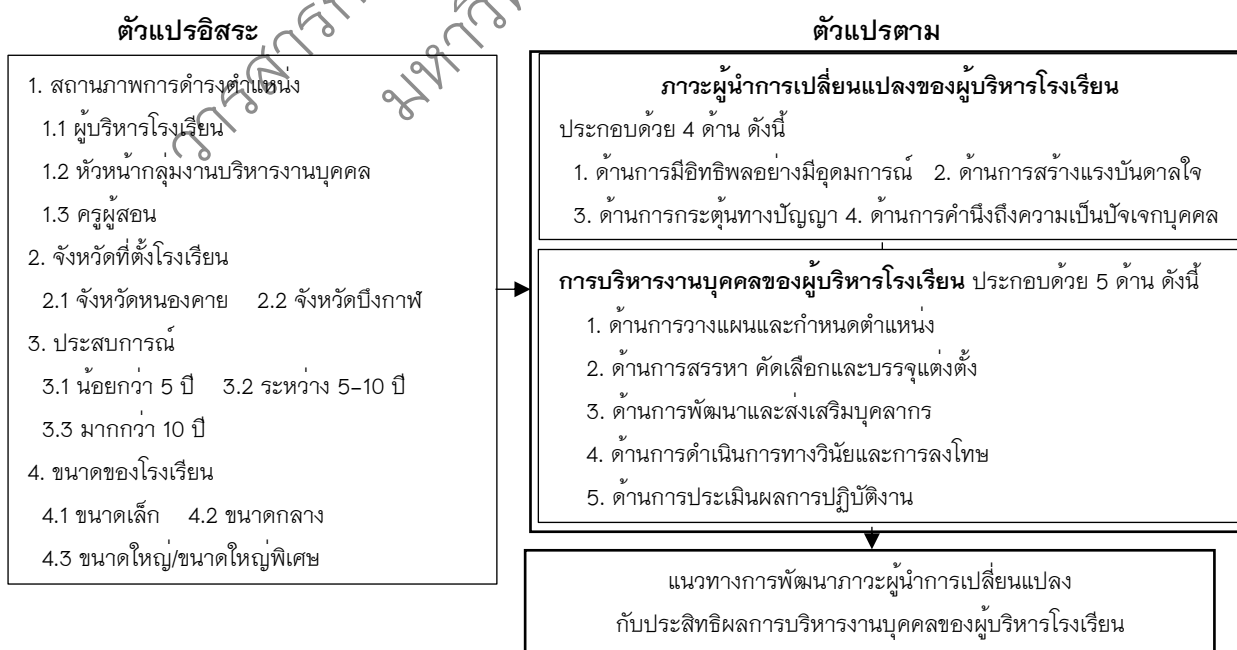 ตัวแปรอิสระ
1. สถานภาพการดำรงตำแหน่ง
1.1 ผู้บริหารโรงเรียน
1.2 หัวหน้ากลุ่มงานบริหารงานบุคคล
1.3 ครูผู้สอน
2. จังหวัดที่ตั้งโรงเรียน
2.1 จังหวัดหนองคาย 2.2 จังหวัดบึงกาฬ
3. ประสบการณ์
3.1 น้อยกว่า 5 ปี 3.2 ระหว่าง 5–10 ปี
3.3 มากกว่า 10 ปี
4. ขนาดของโรงเรียน
4.1 ขนาดเล็ก 4.2 ขนาดกลาง
4.3 ขนาดใหญ่/ขนาดใหญ่พิเศษ
ตัวแปรตาม
ภาวะผู้นำการเปลี่ยนแปลงของผู้บริหารโรงเรียน
ประกอบด้วย 4 ด้าน ดังนี้
1. ด้านการมีอิทธิพลอย่างมีอุดมการณ์ 2. ด้านการสร้างแรงบันดาลใจ
3. ด้านการกระตุ้นทางปัญญา 4. ด้านการคำนึงถึงความเป็นปัจเจกบุคคล
การบริหารงานบุคคลของผู้บริหารโรงเรียน ประกอบด้วย 5 ด้าน ดังนี้
1. ด้านการวางแผนและกำหนดตำแหน่ง
2. ด้านการสรรหา คัดเลือกและบรรจุแต่งตั้ง
3. ด้านการพัฒนาและส่งเสริมบุคลากร
4. ด้านการดำเนินการทางวินัยและการลงโทษ
5. ด้านการประเมินผลการปฏิบัติงาน
แนวทางการพัฒนาภาวะผู้นำการเปลี่ยนแปลง
กับประสิทธิผลการบริหารงานบุคคลของผู้บริหารโรงเรียน